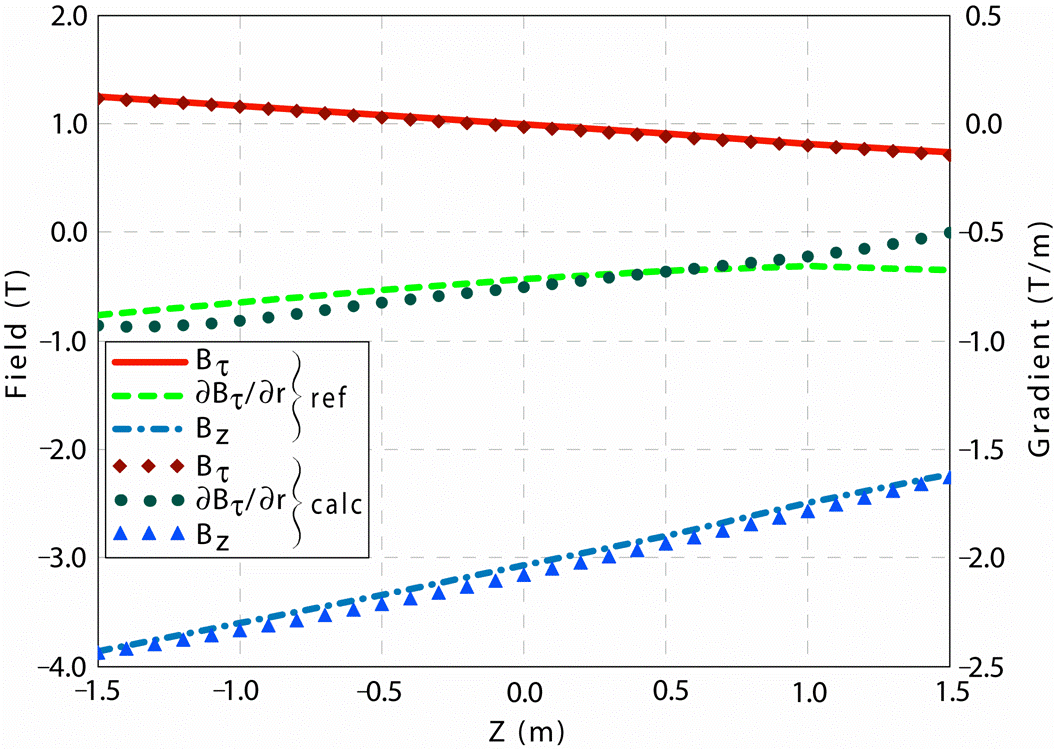 2.0
1.0
0.0
−1.0
−2.0
−3.0
−4.0
Field (T)
0.5
0.0
−0.5
−1.0
−1.5
−2.0
−2.5
Gradient (T/m)
Bτ
∂Bτ/∂r
Bz
ref
Bτ
∂Bτ/∂r
Bz
calc
−1.5 −1.0 −0.5 0.0 0.5 1.0 1.5
Z (m)